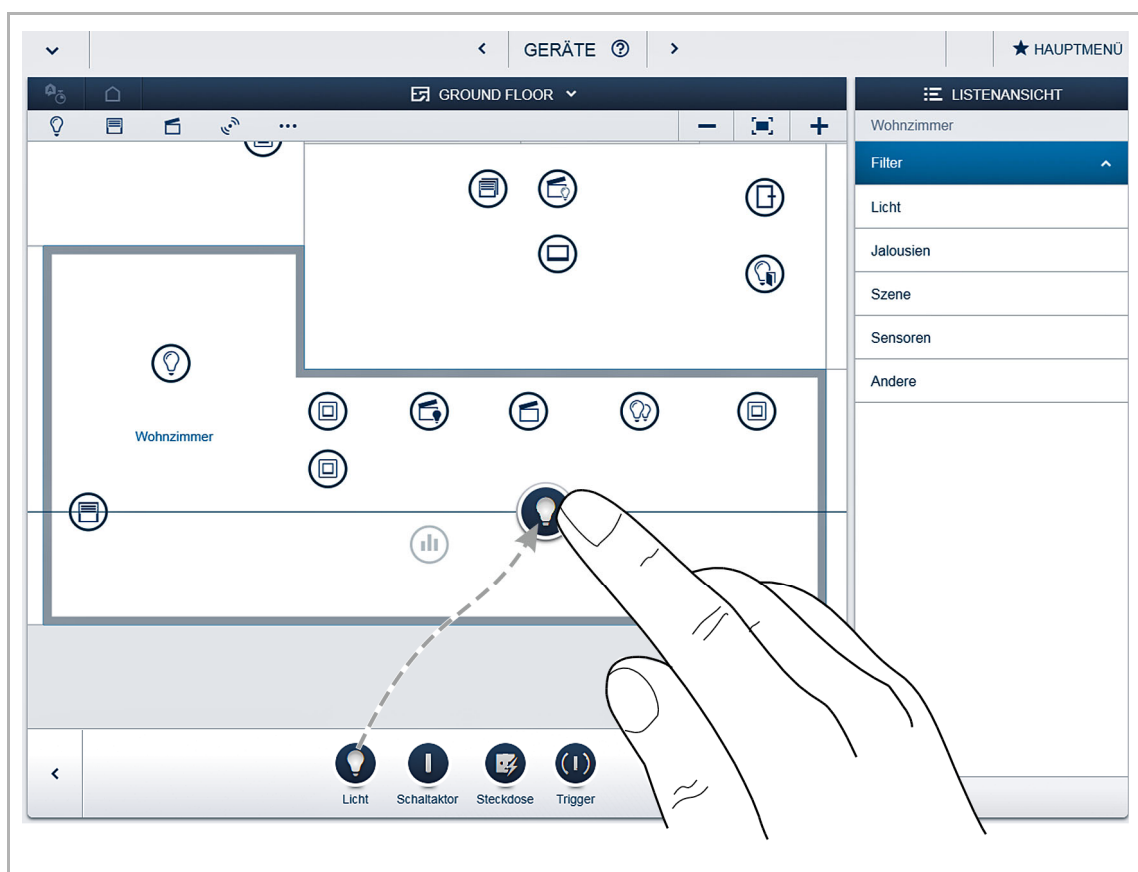 GERÄTE
HAUPTMENÜ
GROUND FLOOR
LISTENANSICHT
Wohnzimmer
Filter
Licht
Jalousien
Szene
Sensoren
Andere
Wohnzimmer
Licht Schaltaktor Steckdose Trigger